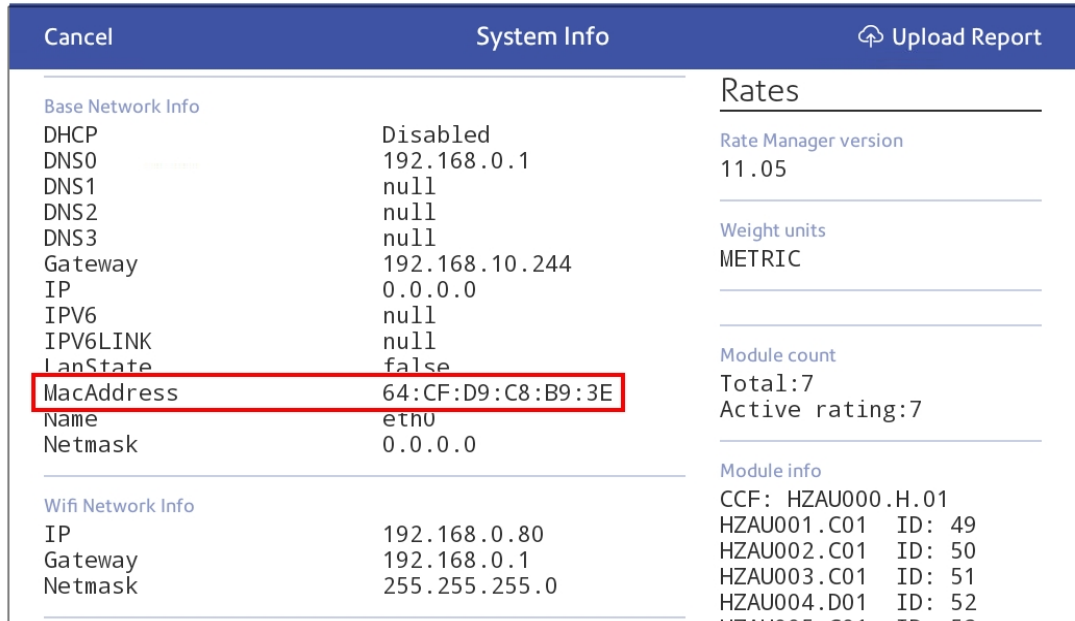 Cancel
System Info
Upload Report
Base Network Info
DHCP Disabled
DNS0 192.168.0.1
DNS1 null
DNS2 null
DNS3 null
Gateway 192.168.10.244
IP 0.0.0.0
IPV6 null
IPV6LINK null
LanState false
MacAddress 64:CF:D9:C8:B9:3E
Name eth0
Netmask 0.0.0.0
Wifi Network Info
IP 192.168.0.80
Gateway 192.168.0.1
Netmask 255.255.255.0
Rates
Rate Manager version
11.05
Weight units
METRIC
Module count
Total:7
Active rating:7
Module info
CCF: HZAU000.H.01
HZAU001.C01 ID: 49
HZAU002.C01 ID: 50
HZAU003.C01 ID: 51
HZAU004.D01 ID: 52